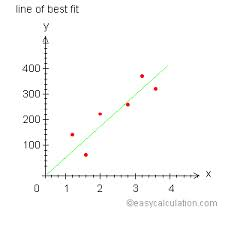 line of best fit
y
400
300
200
100
0 1 2 3 4 x
©easycalculation.com